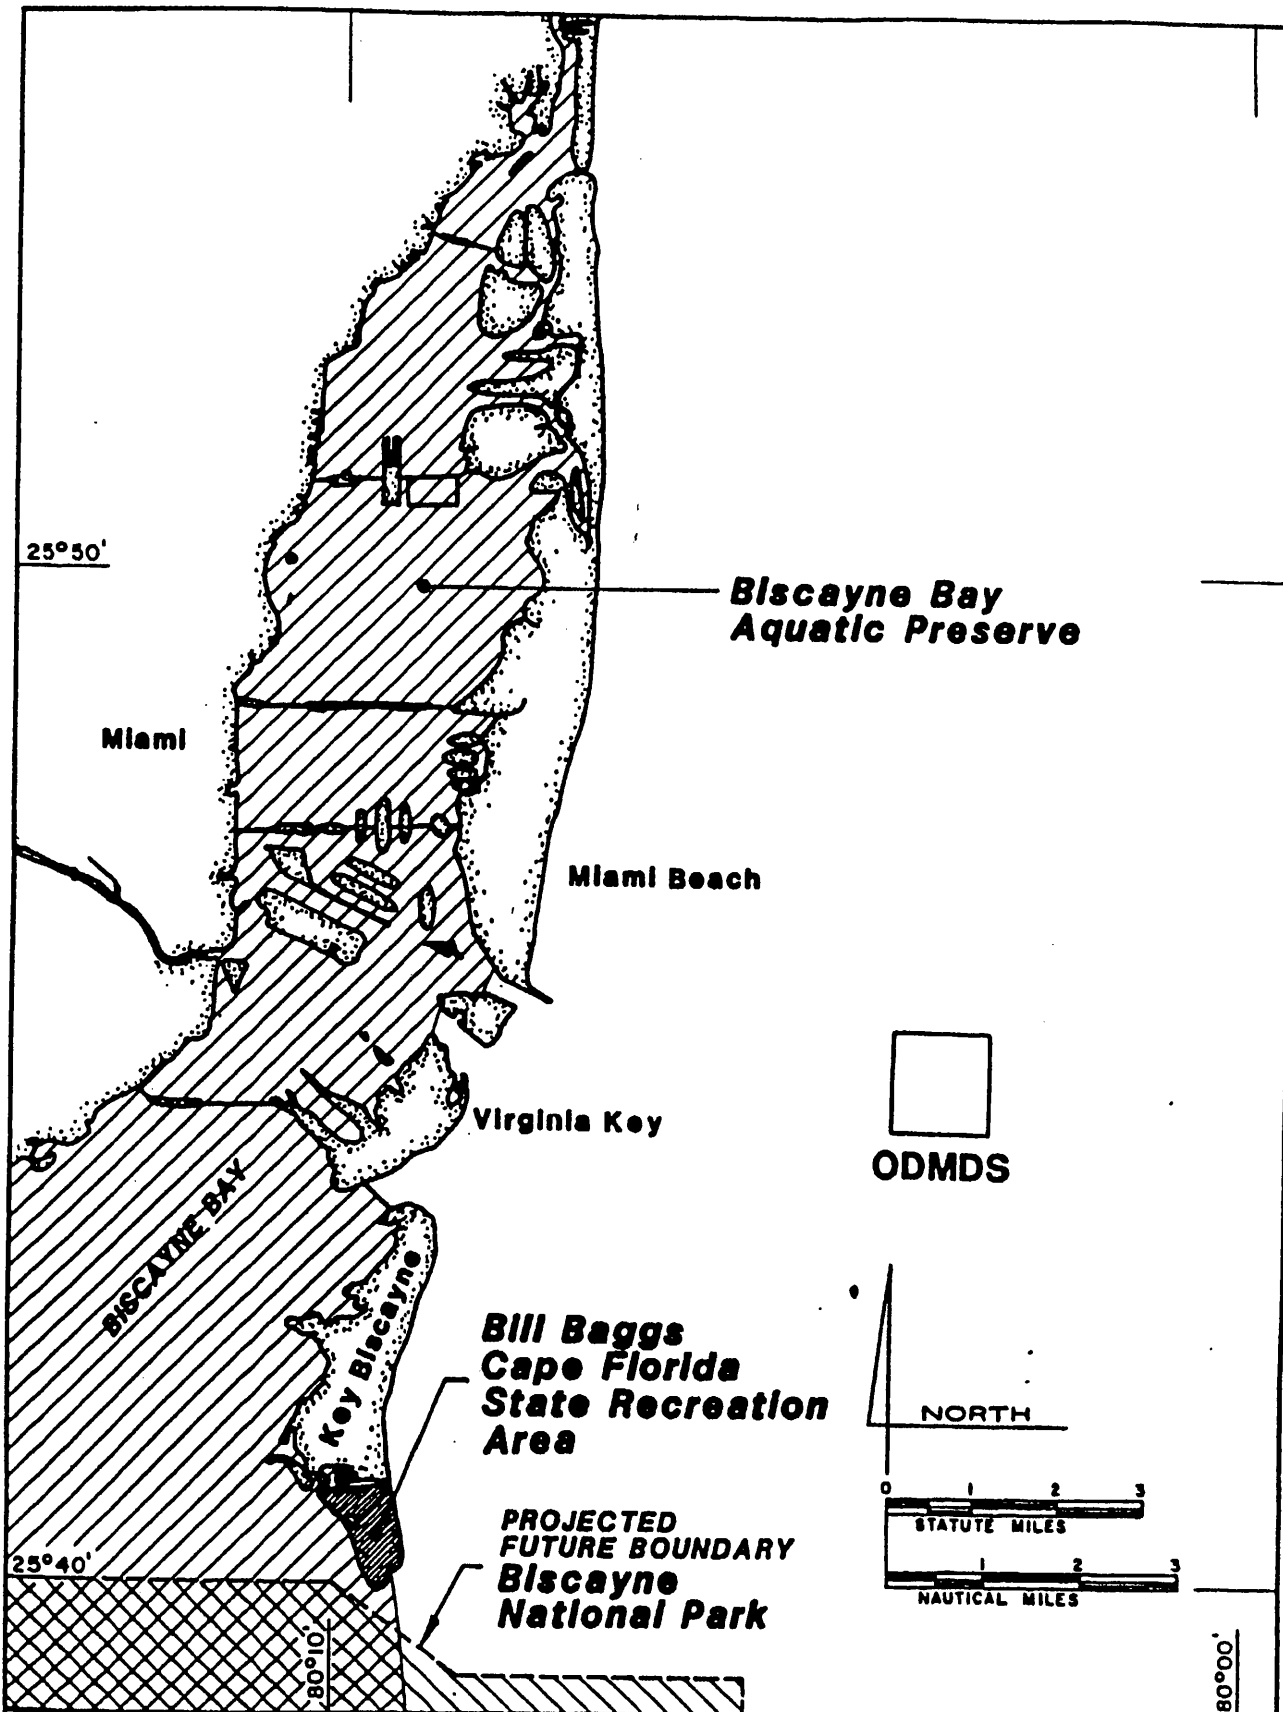 25°50'
Biscayne Bay
Aquatic Preserve
Miami
Miami Beach
Virginia Key
ODMDS
BISCAYNE BAY
Key Biscayne
Bill Baggs
Cape Florida
State Recreation
Area
NORTH
0 1 2 3
STATUTE MILES
1 2 3
NAUTICAL MILES
PROJECTED
FUTURE BOUNDARY
Biscayne
National Park
25°40'
80°10'
80°00'